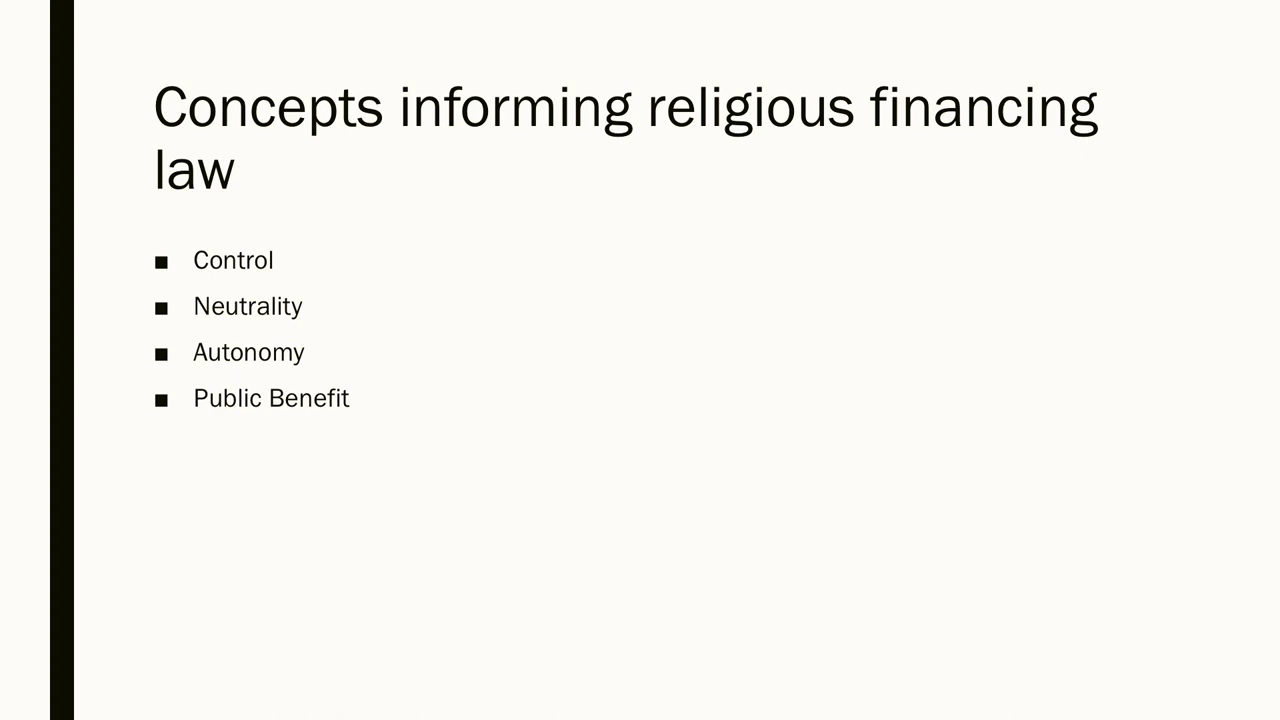 Concepts informing religious financing
law
■ Control
■ Neutrality
■ Autonomy
■ Public Benefit